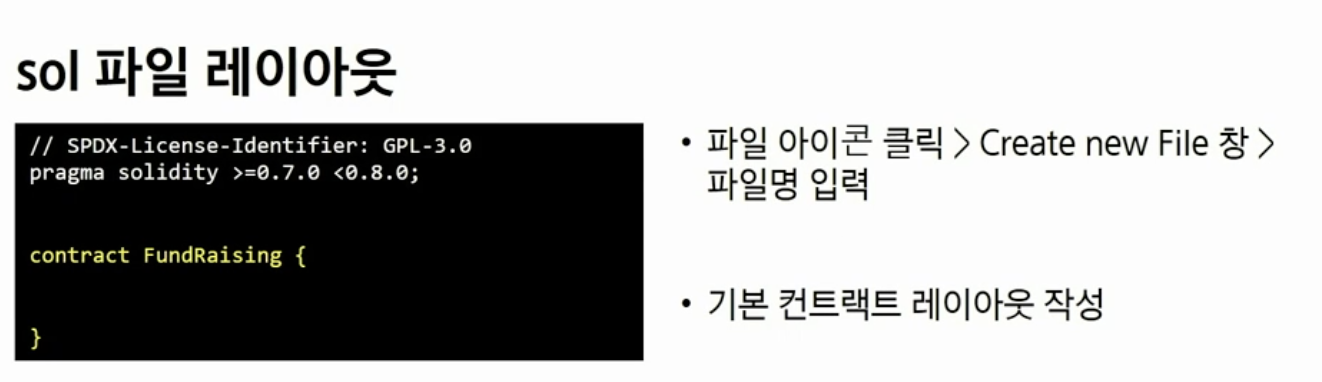 sol 파일 레이아웃
// SPDX-License-Identifier: GPL-3.0
pragma solidity >=0.7.0 <0.8.0;
contract FundRaising {
}
• 파일 아이콘 클릭 > Create new File 창 >
파일명 입력
• 기본 컨트랙트 레이아웃 작성